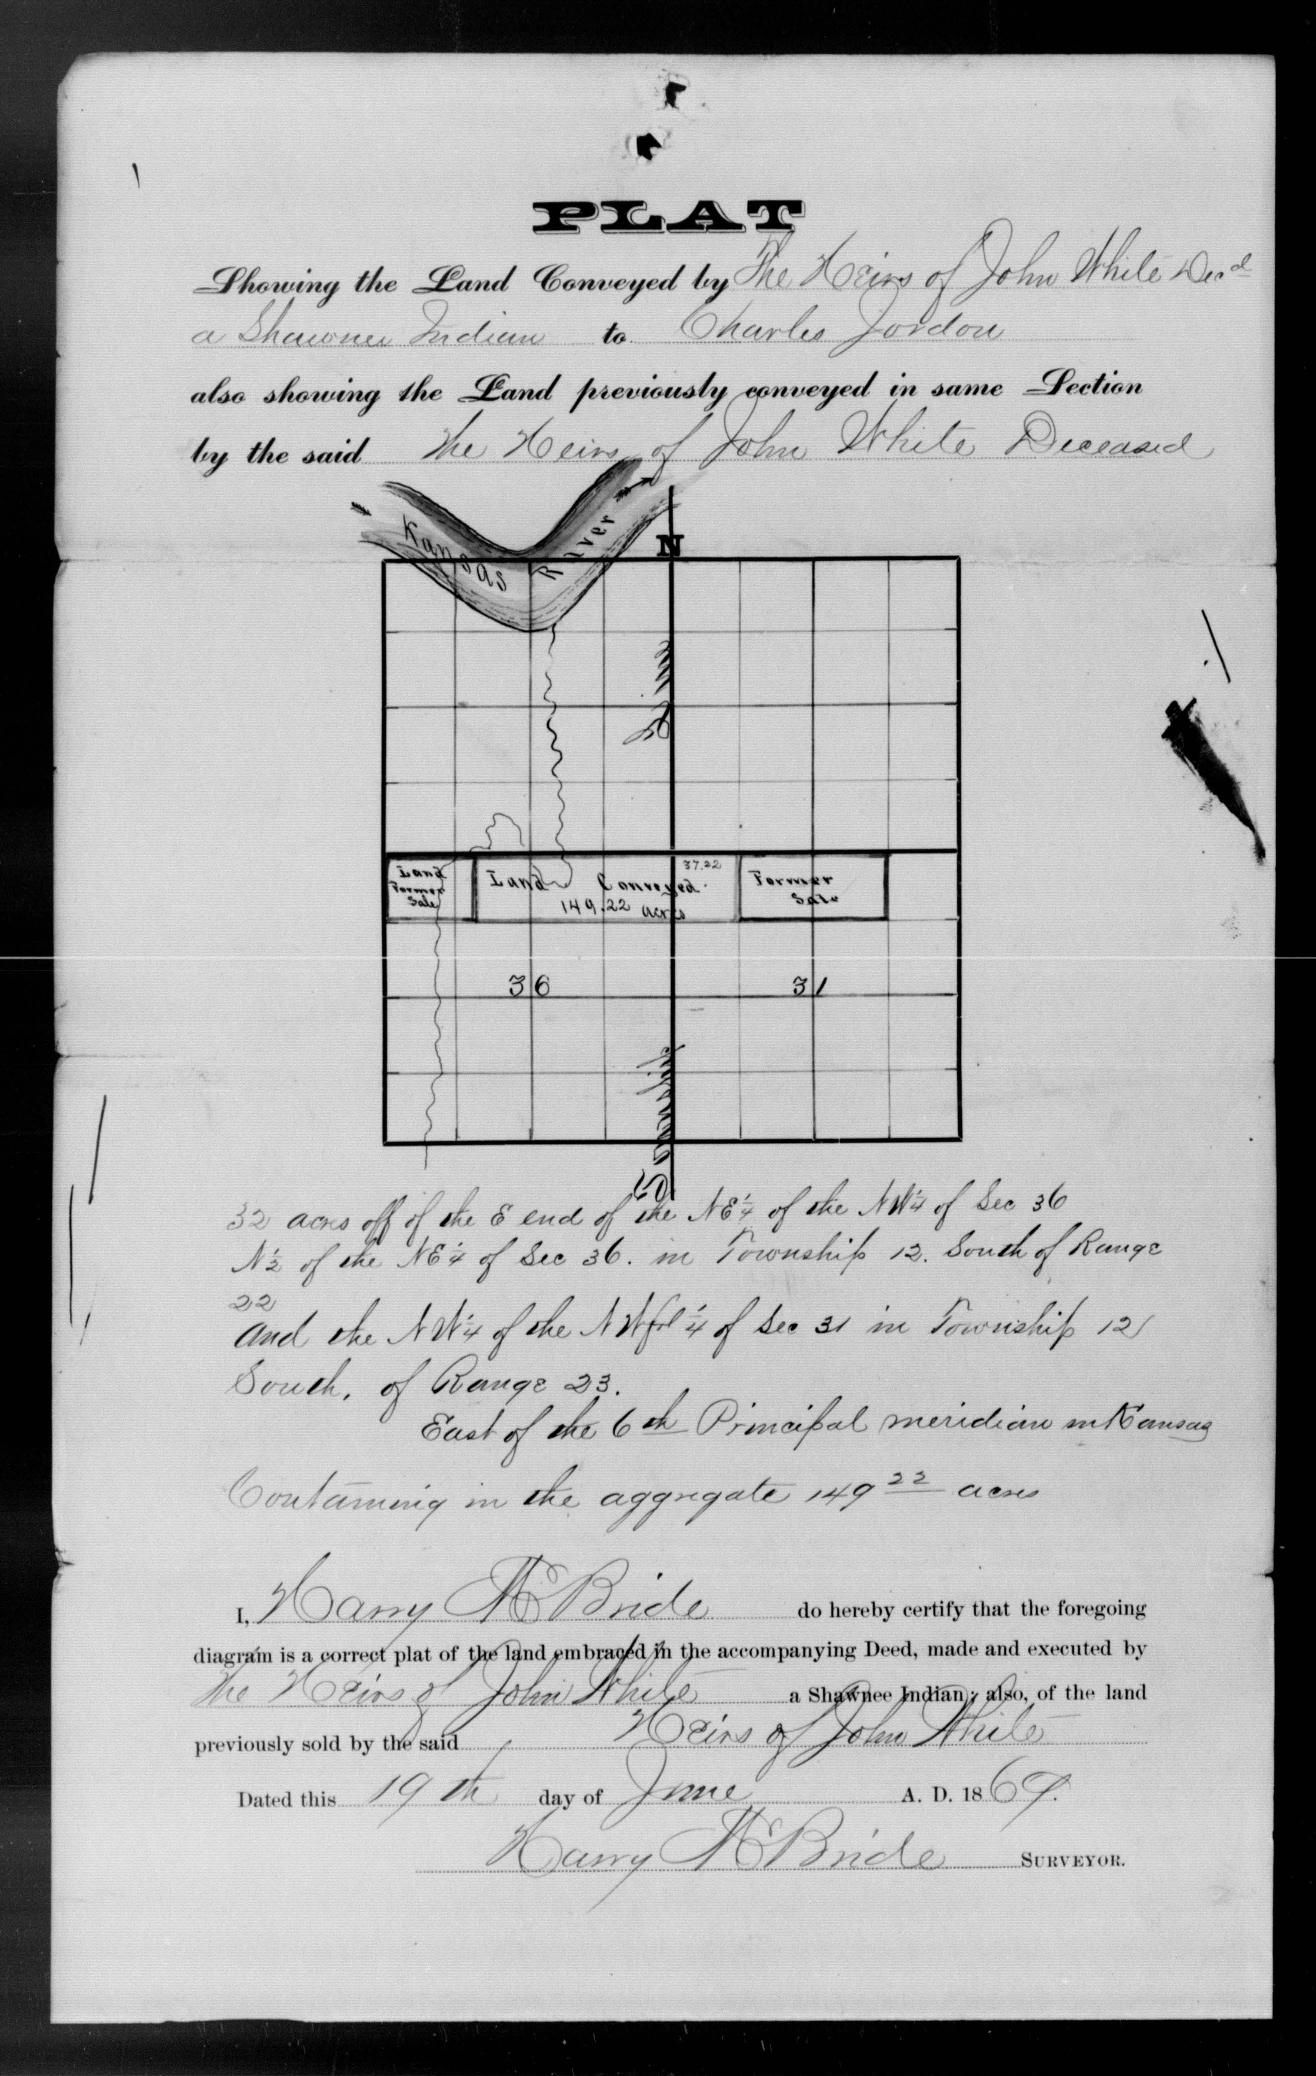 PLAT
Showing the Land Conveyed by The Heirs of John White Decd
a Shawnee Indian to Charles Jordon
also showing the Land previously conveyed in same Section
by the said The Heirs of John White Deceased
Kansas River
N
Line
37.22
Land Former Sale
Land Conveyed
149.22 acres
Former Sale
36 31
Township
32 acres off of the E end of the NE¼ of the NW¼ of Sec 36
N½ of the NE¼ of Sec 36. in Township 12. South of Range
22
and the NW¼ of the NWfrl¼ of Sec 31 in Township 12
South. of Range 23.
East of the 6th Principal meridian in Kansas
Containing in the aggregate 149 22 acres
I, Harry McBride do hereby certify that the foregoing
diagram is a correct plat of the land embraced in the accompanying Deed, made and executed by
the Heirs of John White a Shawnee Indian; also, of the land
previously sold by the said Heirs of John White
Dated this 19th day of June A. D. 1869.
Harry McBride SURVEYOR.